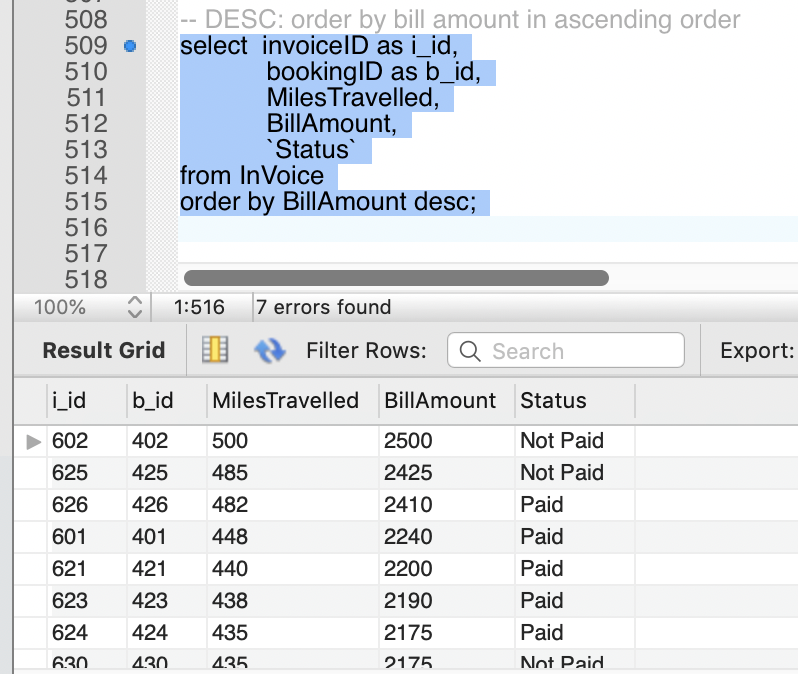 508 -- DESC: order by bill amount in ascending order
509 select invoiceID as i_id,
510 bookingID as b_id,
511 MilesTravelled,
512 BillAmount,
513 `Status`
514 from InVoice
515 order by BillAmount desc;
516
517
518
100% 1:516 7 errors found
Result Grid Filter Rows: Search Export:
i_id b_id MilesTravelled BillAmount Status
602 402 500 2500 Not Paid
625 425 485 2425 Not Paid
626 426 482 2410 Paid
601 401 448 2240 Paid
621 421 440 2200 Paid
623 423 438 2190 Paid
624 424 435 2175 Paid
630 430 435 2175 Not Paid